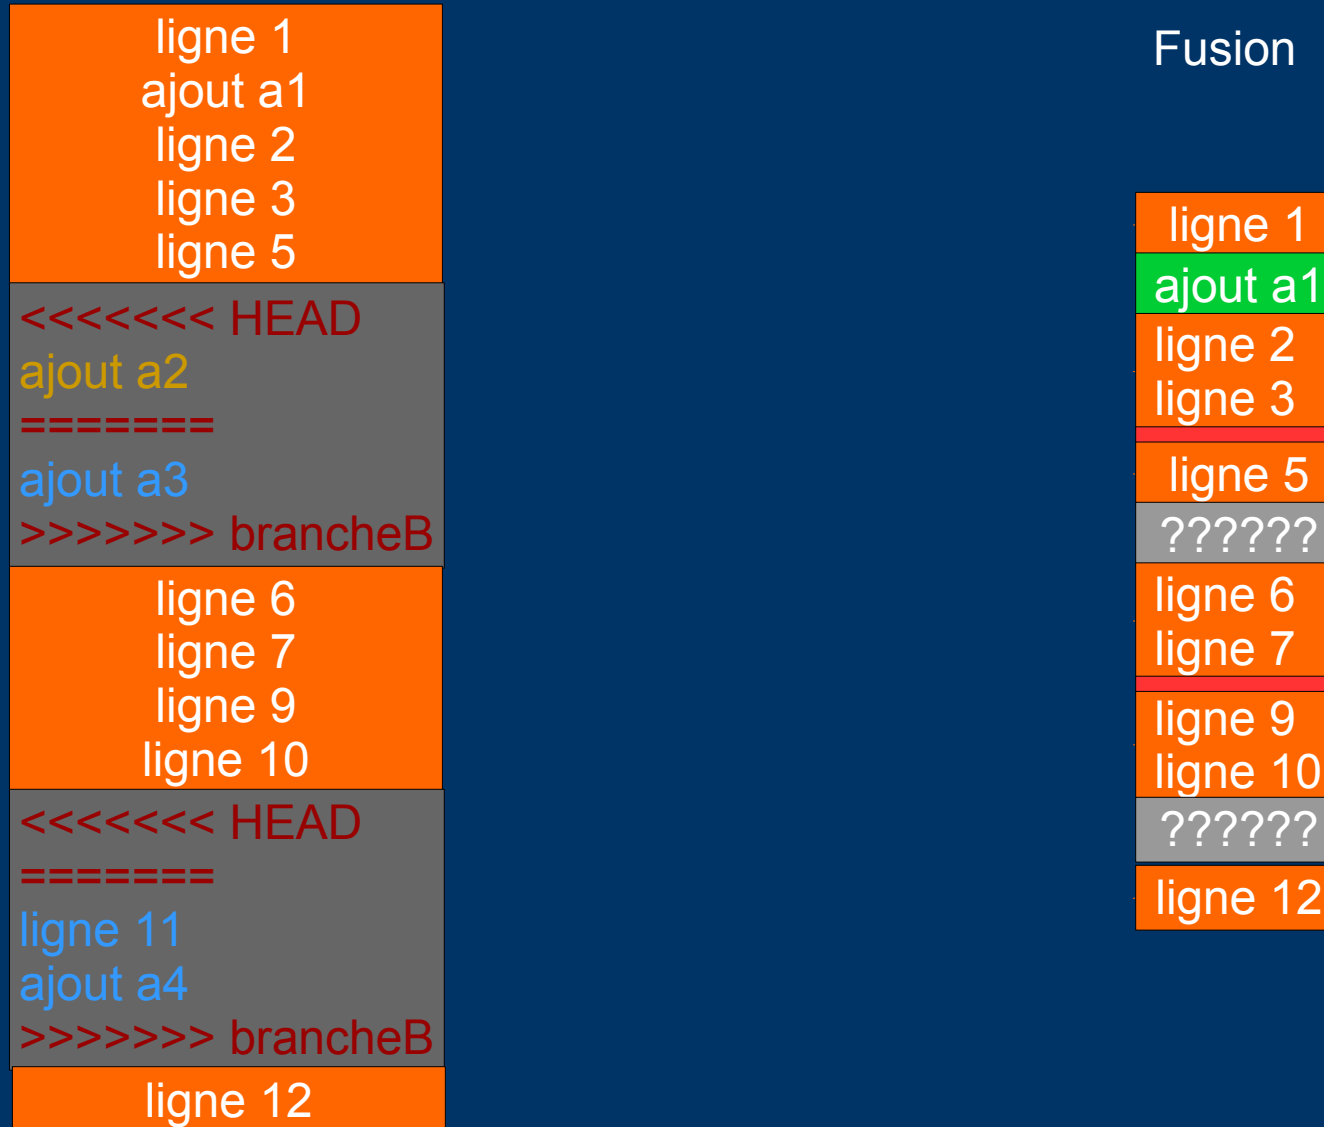 ligne 1
ajout a1
ligne 2
ligne 3
ligne 5
<<<<<<< HEAD
ajout a2
=======
ajout a3
>>>>>>> brancheB
ligne 6
ligne 7
ligne 9
ligne 10
<<<<<<< HEAD
=======
ligne 11
ajout a4
>>>>>>> brancheB
ligne 12
Fusion
ligne 1
ajout a1
ligne 2
ligne 3
ligne 5
??????
ligne 6
ligne 7
ligne 9
ligne 10
??????
ligne 12